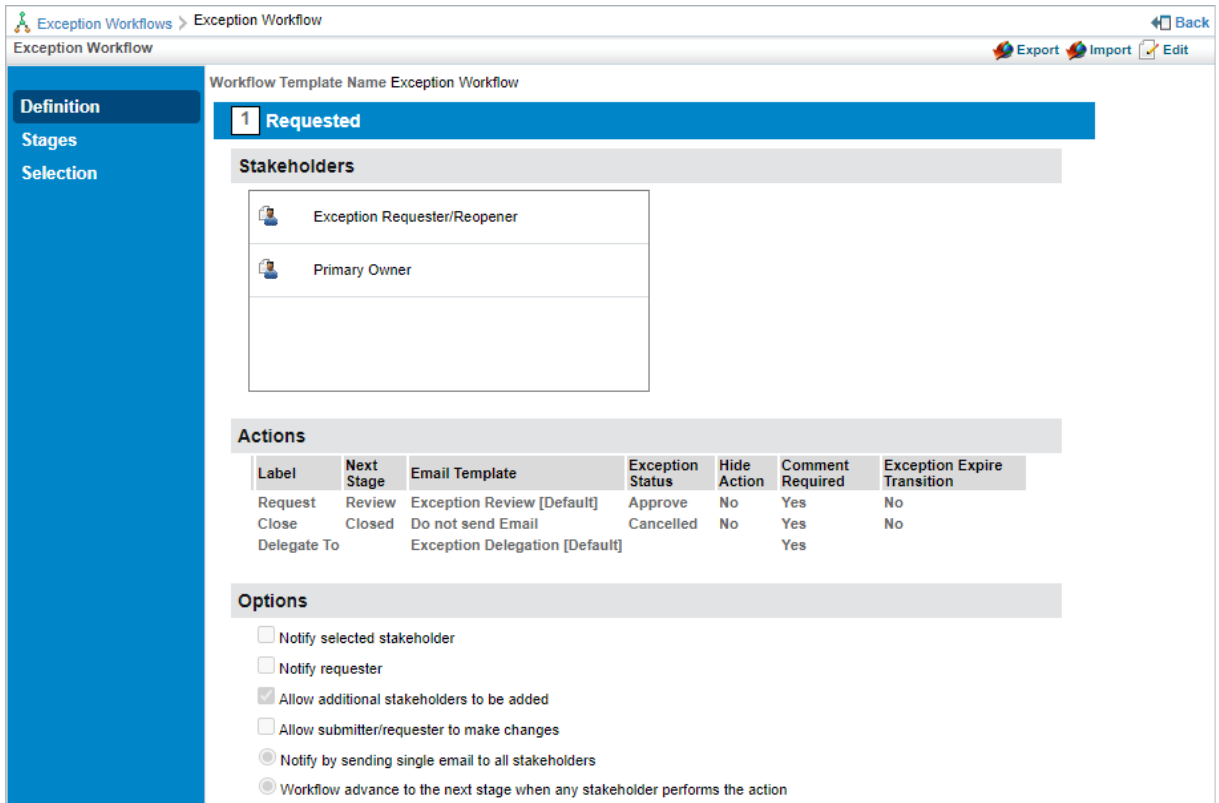 Exception Workflows > Exception Workflow
Back
Exception Workflow
Export Import Edit
Definition
Stages
Selection
Workflow Template Name Exception Workflow
1 Requested
Stakeholders
Exception Requester/Reopener
Primary Owner
Actions
Label Next Stage Email Template Exception Status Hide Action Comment Required Exception Expire Transition
Request Review Exception Review [Default] Approve No Yes No
Close Closed Do not send Email Cancelled No Yes No
Delegate To Exception Delegation [Default] Yes
Options
Notify selected stakeholder
Notify requester
Allow additional stakeholders to be added
Allow submitter/requester to make changes
Notify by sending single email to all stakeholders
Workflow advance to the next stage when any stakeholder performs the action